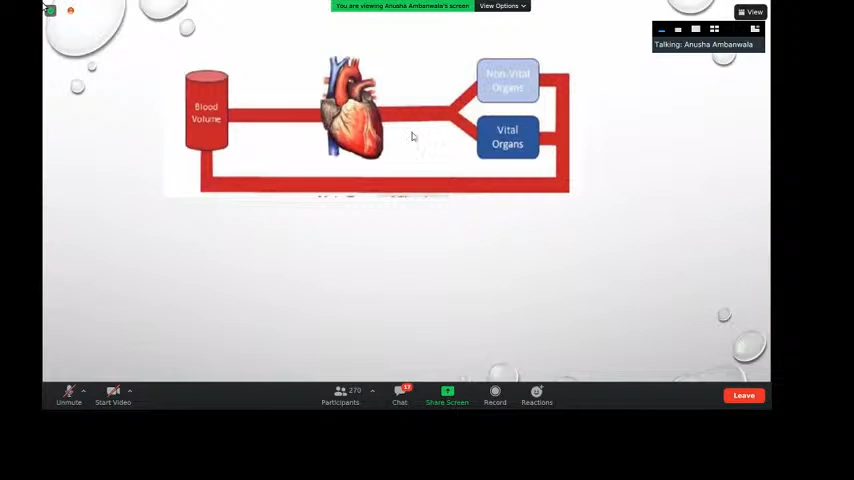 You are viewing Anusha Ambanwala's screen
View Options
View
Talking: Anusha Ambanwala
Non-Vital
Organs
Blood
Volume
Vital
Organs
270
17
Unmute
Start Video
Participants
Chat
Share Screen
Record
Reactions
Leave